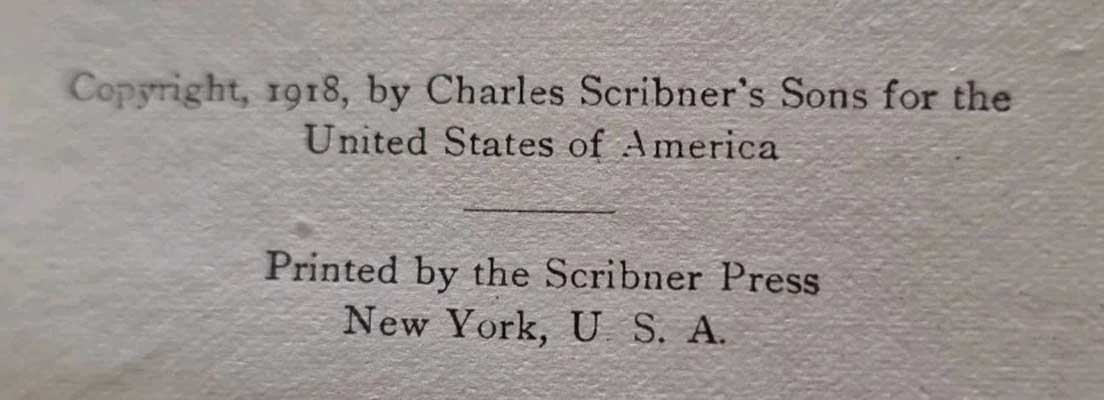 Copyright, 1918, by Charles Scribner's Sons for the
United States of America
Printed by the Scribner Press
New York, U. S. A.